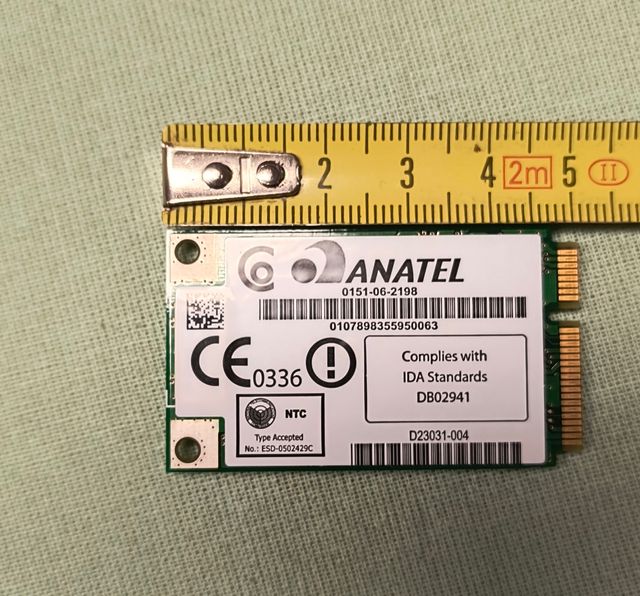 2 3 4 2m 5 II
ANATEL
0151-06-2198
0107898355950063
CE 0336
Complies with
IDA Standards
DB02941
NTC
Type Accepted
No.: ESD-0502429C
D23031-004